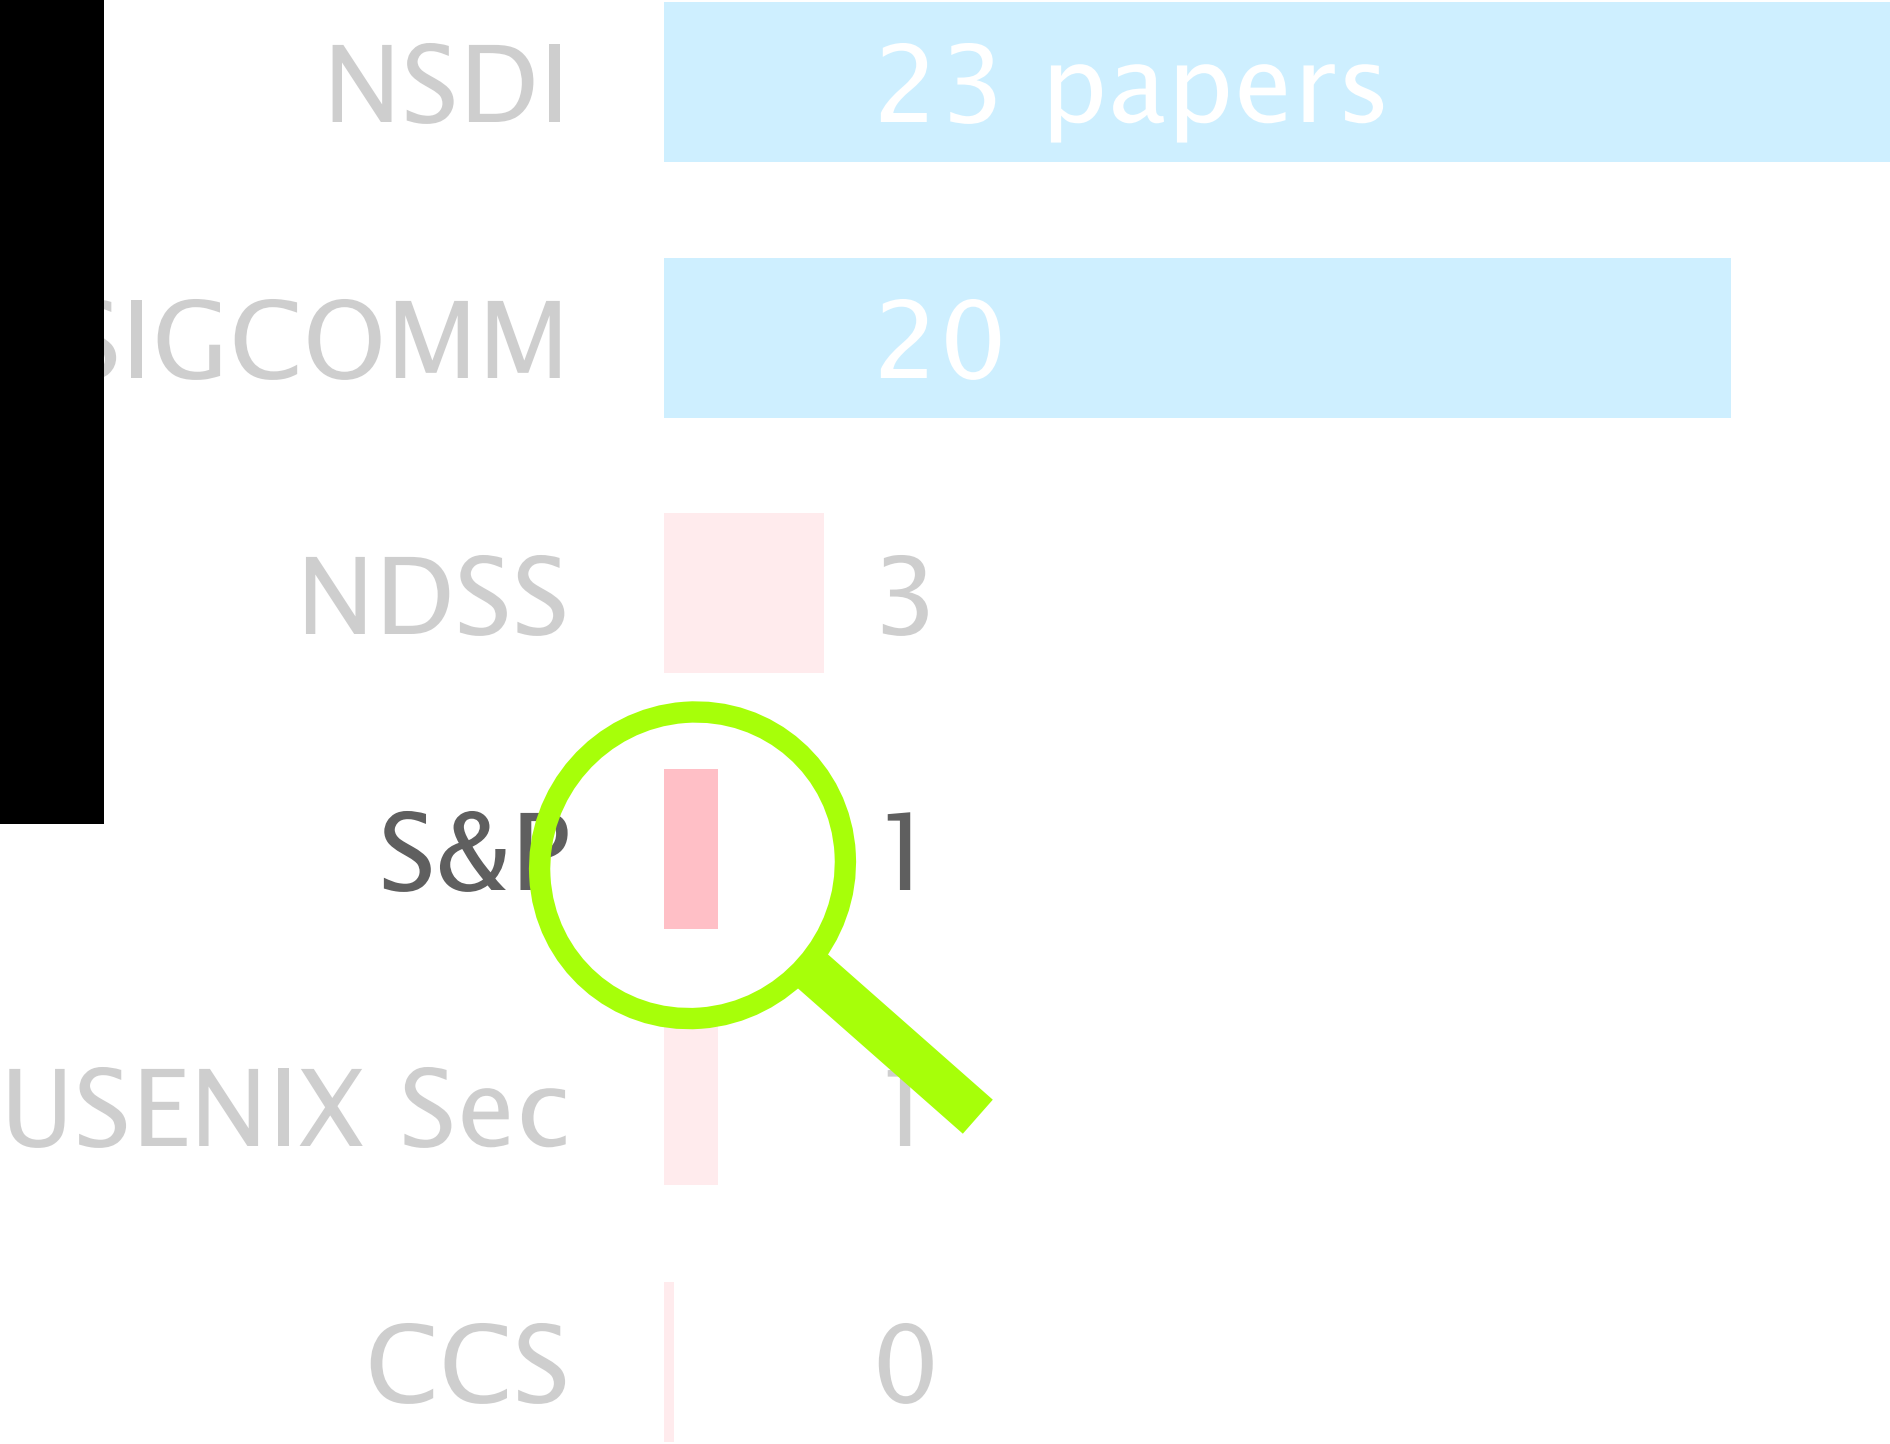 NSDI 23 papers
SIGCOMM 20
NDSS 3
S&P 1
USENIX Sec 1
CCS 0